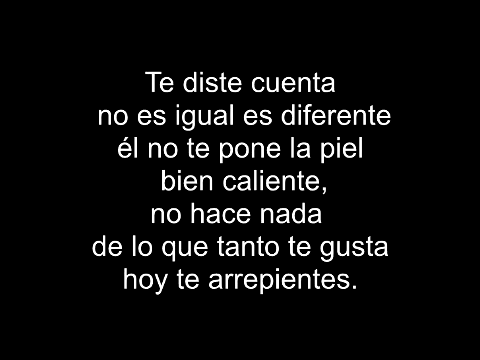 Te diste cuenta
no es igual es diferente
él no te pone la piel
bien caliente,
no hace nada
de lo que tanto te gusta
hoy te arrepientes.